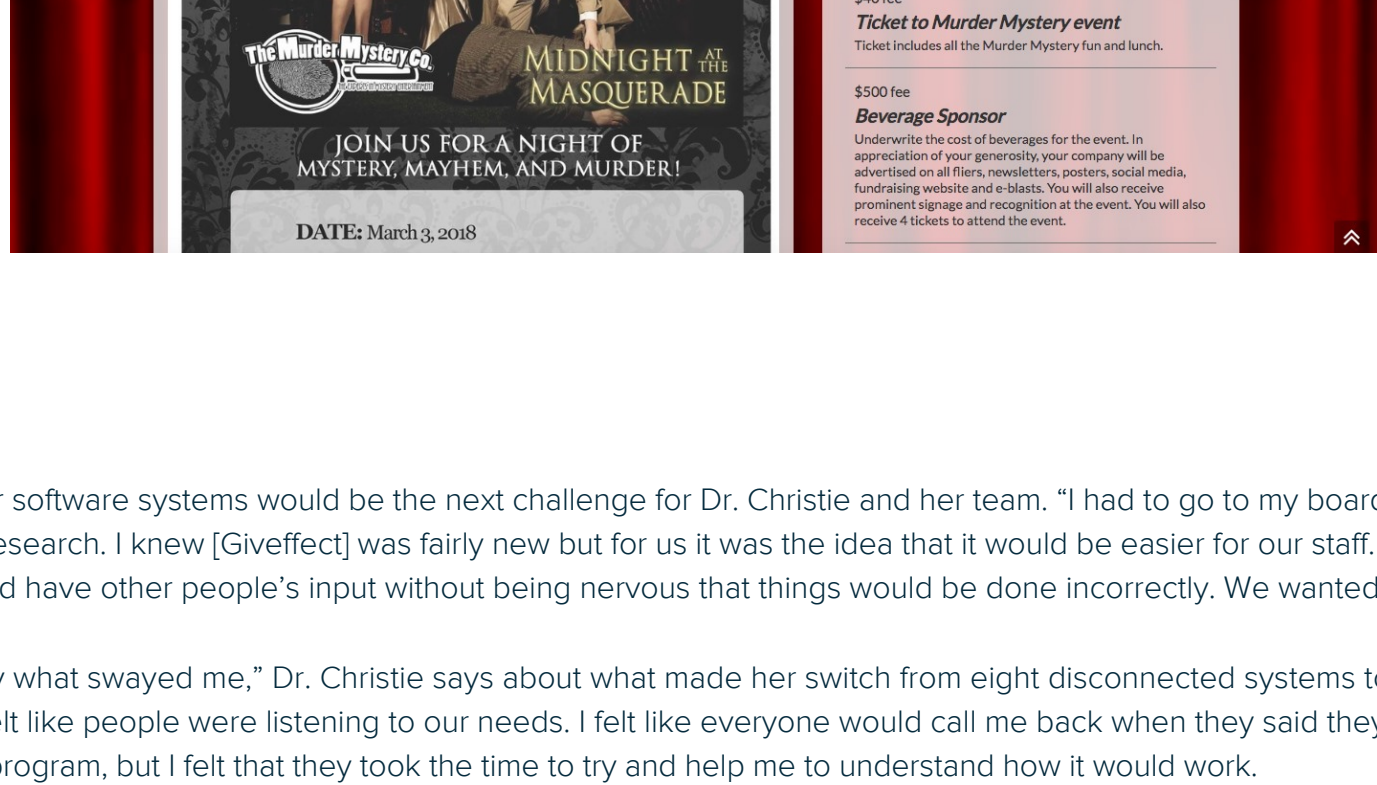 The Murder Mystery Co.
MIDNIGHT AT THE
MASQUERADE
JOIN US FOR A NIGHT OF
MYSTERY, MAYHEM, AND MURDER!
DATE: March 3, 2018
$40 fee
Ticket to Murder Mystery event
Ticket includes all the Murder Mystery fun and lunch.
$500 fee
Beverage Sponsor
Underwrite the cost of beverages for the event. In
appreciation of your generosity, your company will be
advertised on all fliers, newsletters, posters, social media,
fundraising website and e-blasts. You will also receive
prominent signage and recognition at the event. You will also
receive 4 tickets to attend the event.
software systems would be the next challenge for Dr. Christie and her team. “I had to go to my board
esearch. I knew [Giveffect] was fairly new but for us it was the idea that it would be easier for our staff.
d have other people’s input without being nervous that things would be done incorrectly. We wanted
what swayed me,” Dr. Christie says about what made her switch from eight disconnected systems to
elt like people were listening to our needs. I felt like everyone would call me back when they said they
program, but I felt that they took the time to try and help me to understand how it would work.